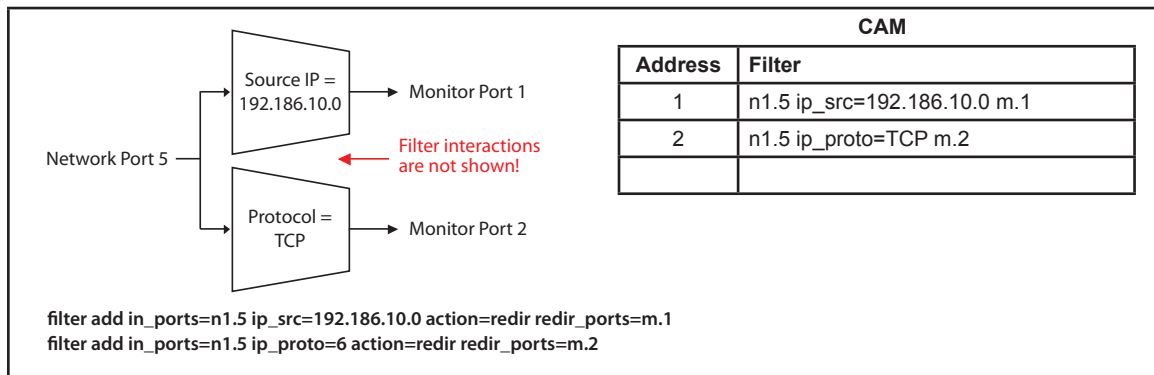 Source IP =
192.186.10.0
Monitor Port 1
Network Port 5
Filter interactions
are not shown!
Protocol =
TCP
Monitor Port 2
CAM
Address Filter
1 n1.5 ip_src=192.186.10.0 m.1
2 n1.5 ip_proto=TCP m.2
filter add in_ports=n1.5 ip_src=192.186.10.0 action=redir redir_ports=m.1
filter add in_ports=n1.5 ip_proto=6 action=redir redir_ports=m.2